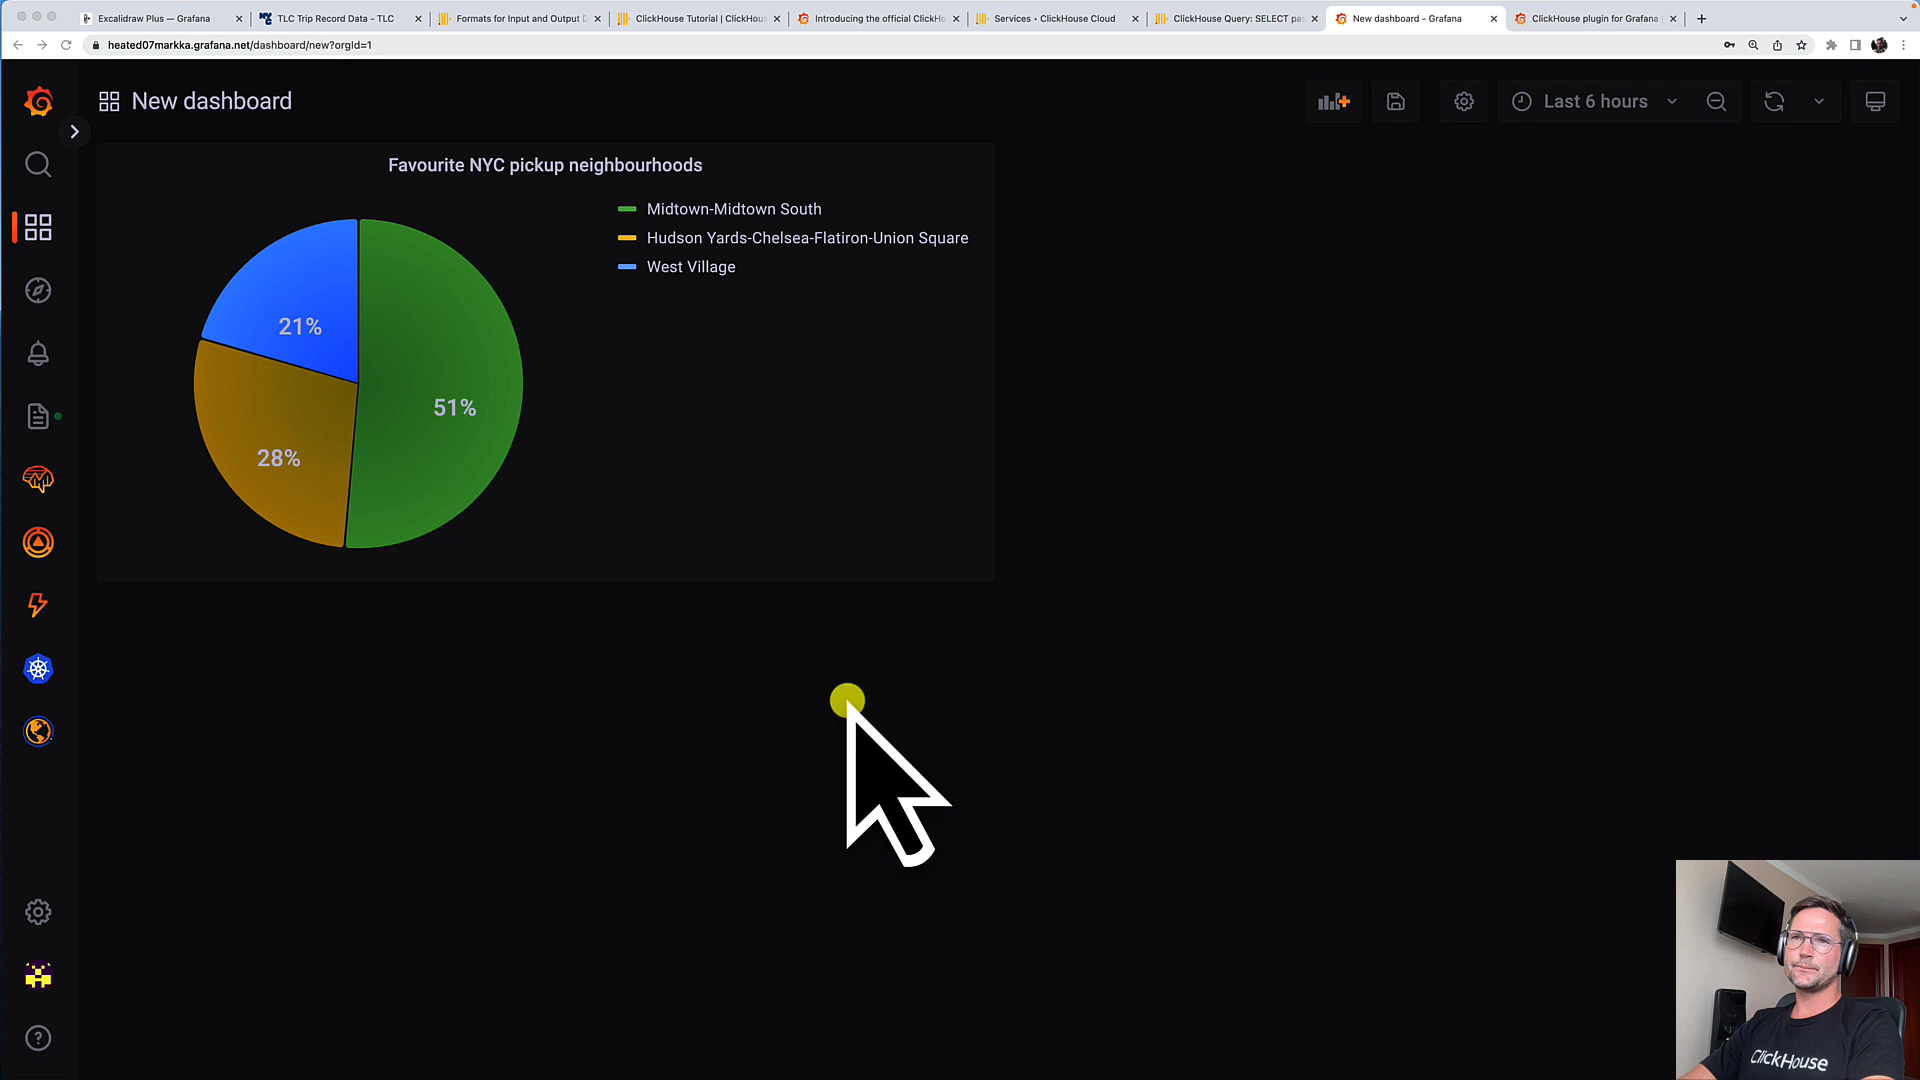 Excalidraw Plus — Grafana
TLC Trip Record Data - TLC
Formats for Input and Output D
ClickHouse Tutorial | ClickHous
Introducing the official ClickHo
Services • ClickHouse Cloud
ClickHouse Query: SELECT pa
New dashboard - Grafana
ClickHouse plugin for Grafana
heated07markka.grafana.net/dashboard/new?orgId=1
New dashboard
Last 6 hours
Favourite NYC pickup neighbourhoods
Midtown-Midtown South
Hudson Yards-Chelsea-Flatiron-Union Square
West Village
21%
51%
28%
ClickHouse